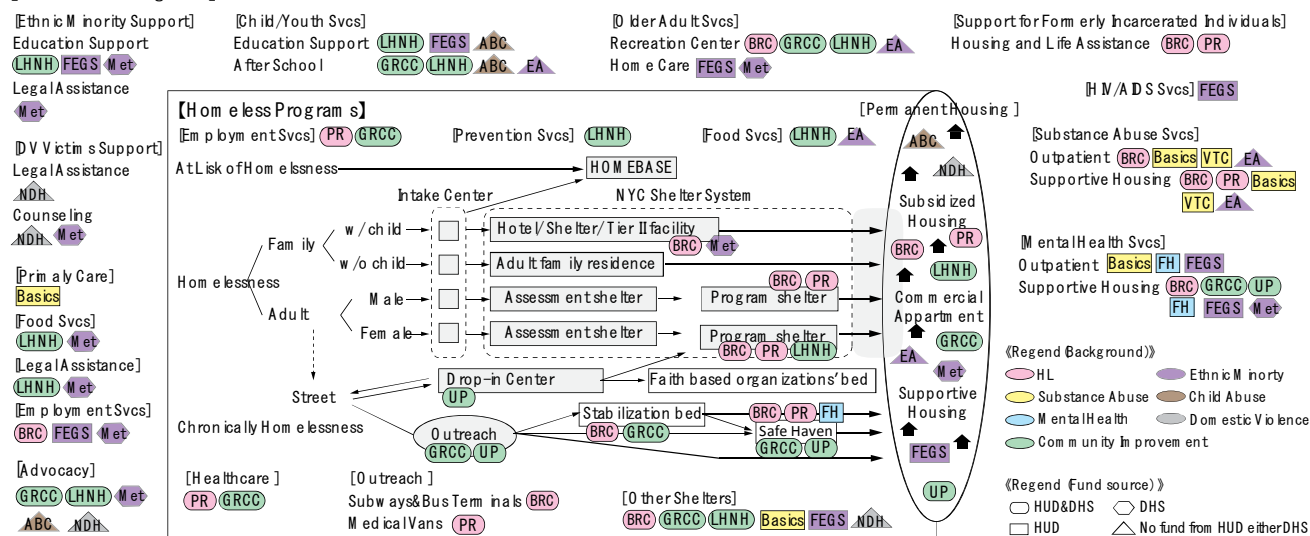 [Ethnic Minority Support]
Education Support
LHNH FEGS Met
Legal Assistance
Met
[DV Victims Support]
Legal Assistance
NDH
Counseling
NDH Met
[Primaly Care]
Basics
[Food Svcs]
LHNH Met
[Legal Assistance]
GRCC LHNH Met
[Employment Svcs]
BRC FEGS Met
[Advocacy]
GRCC LHNH Met
ABC NDH
[Child/Youth Svcs]
Education Support LHNH FEGS ABC
After School GRCC LHNH ABC EA
[Older Adult Svcs]
Recreation Center BRC GRCC LHNH EA
Home Care FEGS Met
[Support for Formerly Incarcerated Individuals]
Housing and Life Assistance BRC PR
[HIV/AIDS Svcs] FEGS
【Homeless Programs】
[Employment Svcs] PR GRCC
[Prevention Svcs] LHNH
[Food Svcs] LHNH EA
At Lisk of Homelssness
HOMEBASE
Intake Center
NYC Shelter System
Homelessness
Family
w/child
Hotel/Shelter/Tier II facility
BRC Met
w/o child
Adult family residence
Adult
Male
Assessment shelter
Program shelter
BRC PR
Female
Assessment shelter
Program shelter
BRC PR LHNH
Street
Drop-in Center
UP
Faith based organizations' bed
Chronically Homelessness
Outreach
GRCC UP
Stabilization bed
BRC GRCC
BRC PR FH
Safe Haven
GRCC UP
[Healthcare]
PR GRCC
[Outreach]
Subways&Bus Terminals BRC
Medical Vans PR
[Other Shelters]
BRC GRCC LHNH Basics FEGS NDH
[Permanent Housing]
ABC
NDH
Subsidized
Housing
BRC
PR
LHNH
Commercial
Appartment
GRCC
EA
Met
Supportive
Housing
FEGS
UP
[Substance Abuse Svcs]
Outpatient BRC Basics VTC EA
Supportive Housing BRC PR Basics
VTC EA
[Mental Health Svcs]
Outpatient Basics FH FEGS
Supportive Housing BRC GRCC UP
FH FEGS Met
《Regend (Background)》
HL
Ethnic Minorty
Substance Abuse
Child Abuse
Mental Health
Domestic Violence
Community Improvement
《Regend (Fund source)》
HUD&DHS
DHS
HUD
No fund from HUD either DHS